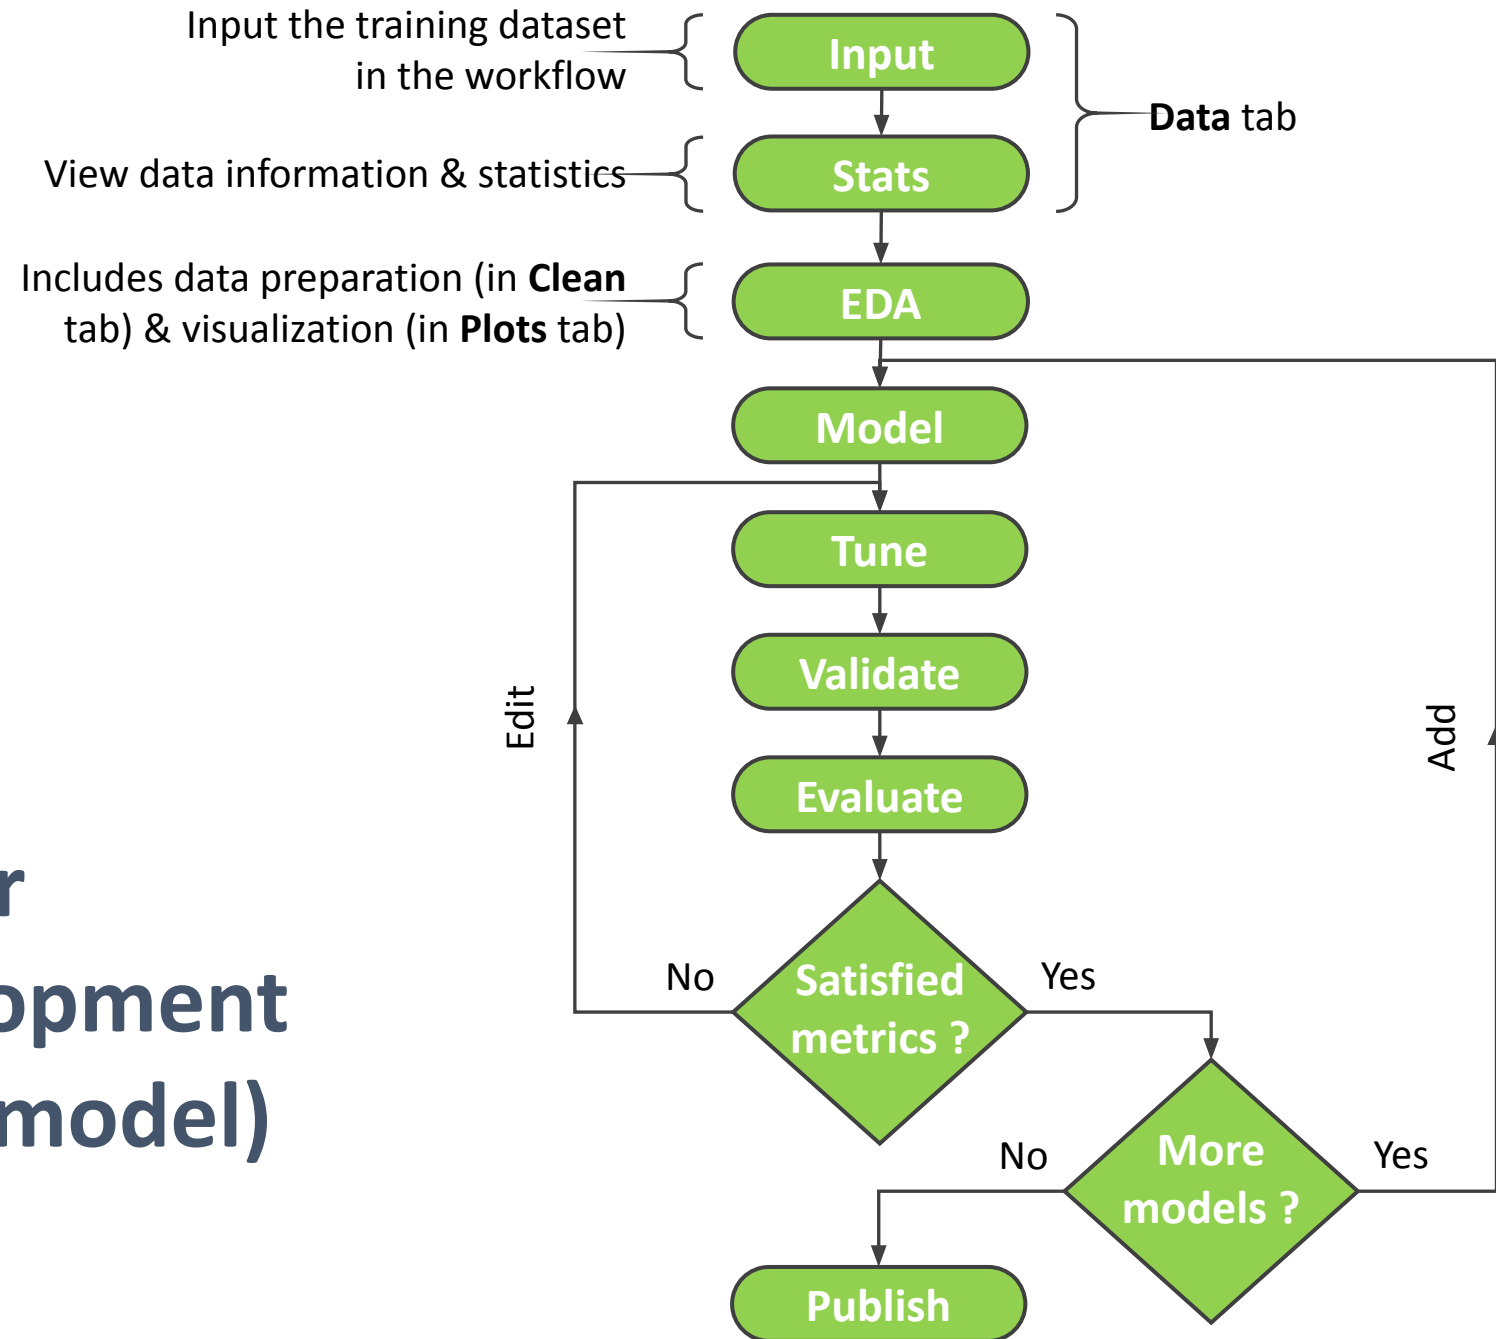 Input the training dataset
in the workflow
Input
Data tab
View data information & statistics
Stats
Includes data preparation (in Clean
tab) & visualization (in Plots tab)
EDA
Model
Tune
Validate
Edit
Add
Evaluate
No
Satisfied
metrics ?
Yes
model)
No
More
models ?
Yes
Publish